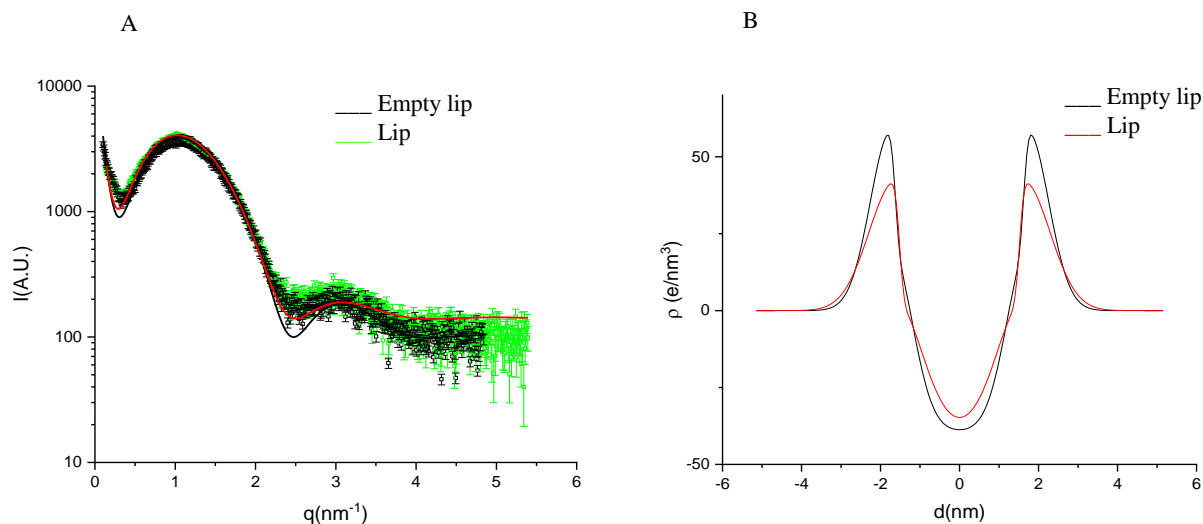 A
B
10000
1000
100
10
I(A.U.)
0
1
2
3
4
5
6
q(nm⁻¹)
Empty lip
Lip
50
0
-50
ρ (e/nm³)
-6
-4
-2
0
2
4
6
d(nm)
Empty lip
Lip